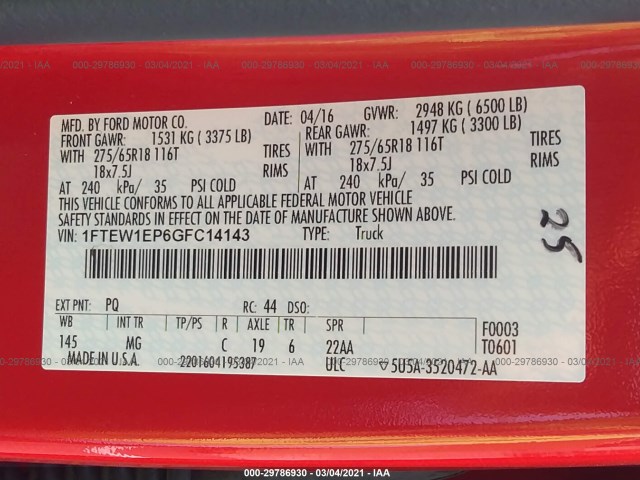 000-29786930 - 03/04/2021 - IAA
MFD. BY FORD MOTOR CO. DATE: 04/16 GVWR: 2948 KG ( 6500 LB)
FRONT GAWR: 1531 KG ( 3375 LB) REAR GAWR: 1497 KG ( 3300 LB)
WITH 275/65R18 116T TIRES WITH 275/65R18 116T TIRES
18x7.5J RIMS 18x7.5J RIMS
AT 240 kPa/ 35 PSI COLD AT 240 kPa/ 35 PSI COLD
THIS VEHICLE CONFORMS TO ALL APPLICABLE FEDERAL MOTOR VEHICLE
SAFETY STANDARDS IN EFFECT ON THE DATE OF MANUFACTURE SHOWN ABOVE.
VIN: 1FTEW1EP6GFC14143 TYPE: Truck
25
EXT PNT: PQ RC: 44 DSO:
WB INT TR TP/PS R AXLE TR SPR F0003
145 MG C 19 6 22AA T0601
MADE IN U.S.A. 2201604195387 ULC 5U5A-3520472-AA
000-29786930 - 03/04/2021 - IAA
000-29786930 - 03/04/2021 - IAA